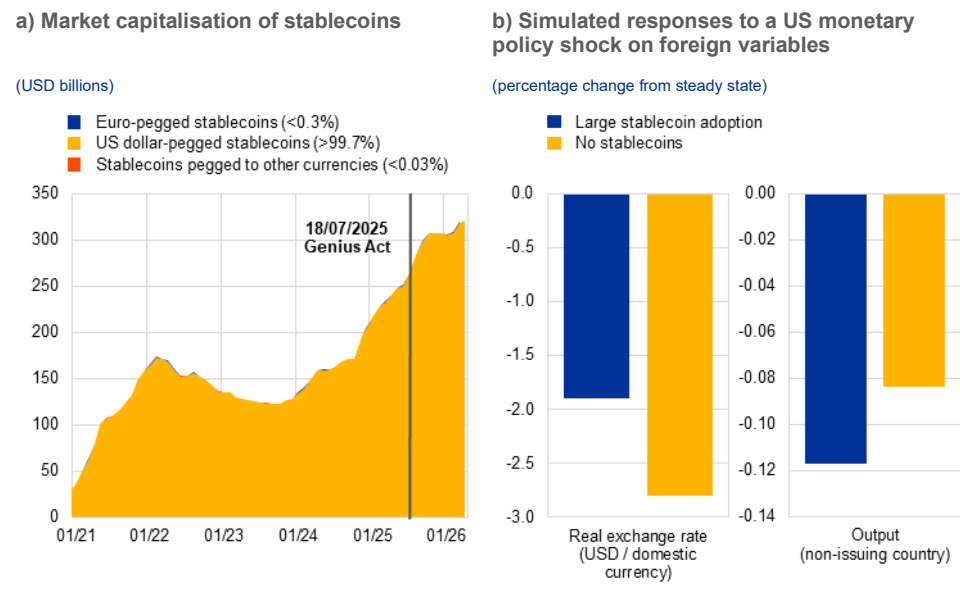 a) Market capitalisation of stablecoins
(USD billions)
Euro-pegged stablecoins (<0.3%)
US dollar-pegged stablecoins (>99.7%)
Stablecoins pegged to other currencies (<0.03%)
350
300
250
200
150
100
50
0
18/07/2025
Genius Act
01/21
01/22
01/23
01/24
01/25
01/26
b) Simulated responses to a US monetary
policy shock on foreign variables
(percentage change from steady state)
Large stablecoin adoption
No stablecoins
0.0
-0.5
-1.0
-1.5
-2.0
-2.5
-3.0
Real exchange rate
(USD / domestic
currency)
0.00
-0.02
-0.04
-0.06
-0.08
-0.10
-0.12
-0.14
Output
(non-issuing country)